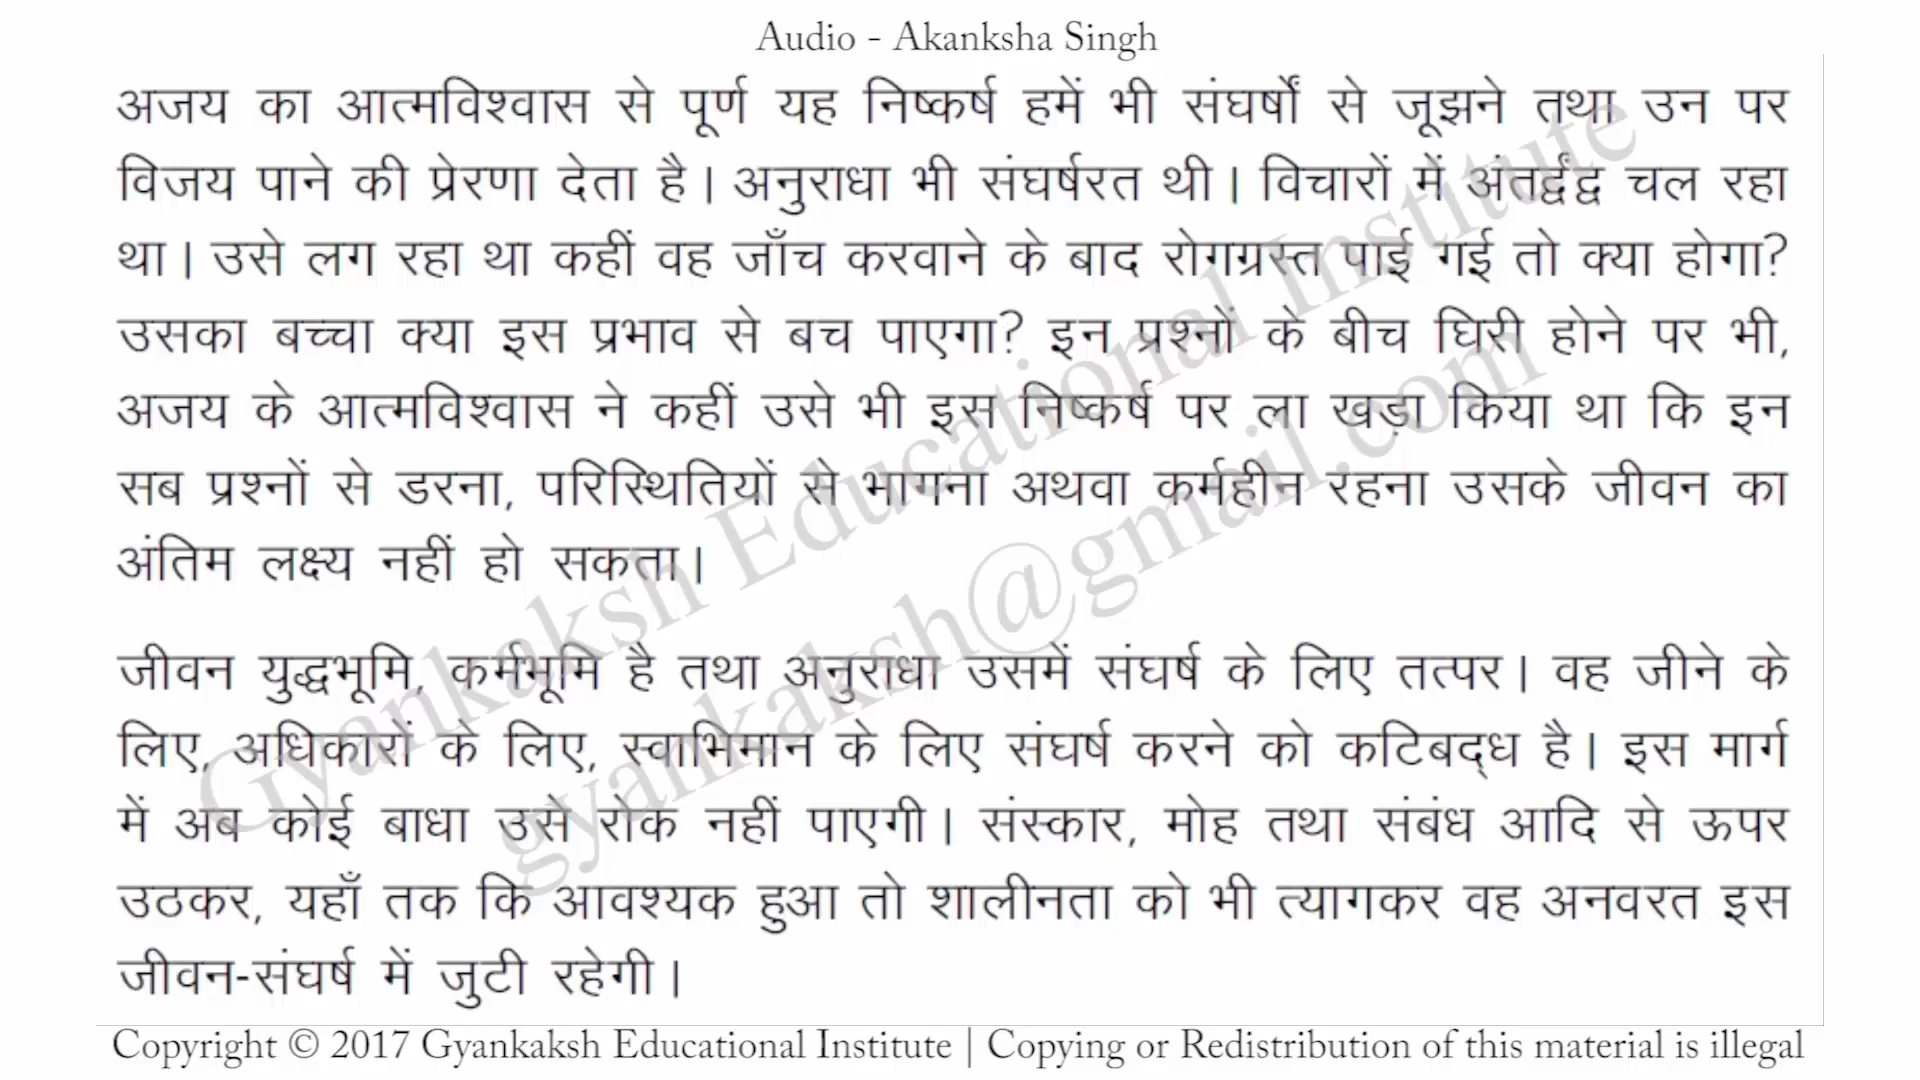 Audio - Akanksha Singh
अजय का आत्मविश्वास से पूर्ण यह निष्कर्ष हमें भी संघर्षों से जूझने तथा उन पर
विजय पाने की प्रेरणा देता है। अनुराधा भी संघर्षरत थी। विचारों में अंतर्द्वंद्व चल रहा
था। उसे लग रहा था कहीं वह जाँच करवाने के बाद रोगग्रस्त पाई गई तो क्या होगा?
उसका बच्चा क्या इस प्रभाव से बच पाएगा? इन प्रश्नों के बीच घिरी होने पर भी,
अजय के आत्मविश्वास ने कहीं उसे भी इस निष्कर्ष पर ला खड़ा किया था कि इन
सब प्रश्नों से डरना, परिस्थितियों से भागना अथवा कर्महीन रहना उसके जीवन का
अंतिम लक्ष्य नहीं हो सकता।
जीवन युद्धभूमि, कर्मभूमि है तथा अनुराधा उसमें संघर्ष के लिए तत्पर। वह जीने के
लिए, अधिकारों के लिए, स्वाभिमान के लिए संघर्ष करने को कटिबद्‌ध है। इस मार्ग
में अब कोई बाधा उसे रोक नहीं पाएगी। संस्कार, मोह तथा संबंध आदि से ऊपर
उठकर, यहाँ तक कि आवश्यक हुआ तो शालीनता को भी त्यागकर वह अनवरत इस
जीवन-संघर्ष में जुटी रहेगी।
Gyankaksh Educational Institute
gyankaksh@gmail.com
Copyright © 2017 Gyankaksh Educational Institute | Copying or Redistribution of this material is illegal